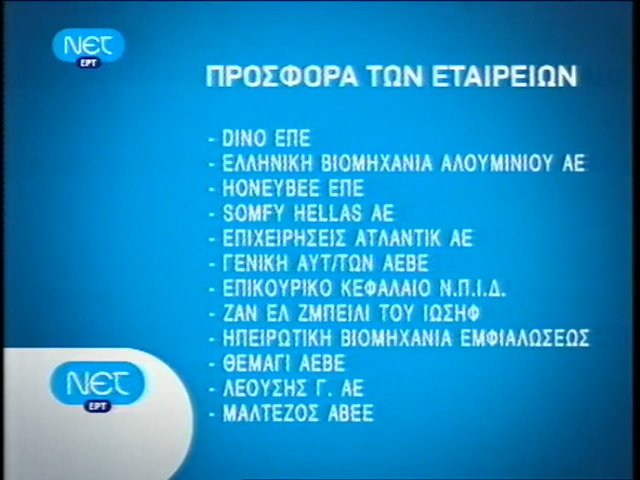 NET
ΕΡΤ
ΠΡΟΣΦΟΡΑ ΤΩΝ ΕΤΑΙΡΕΙΩΝ
- DINO ΕΠΕ
- ΕΛΛΗΝΙΚΗ ΒΙΟΜΗΧΑΝΙΑ ΑΛΟΥΜΙΝΙΟΥ ΑΕ
- HONEYBEE ΕΠΕ
- SOMFY HELLAS ΑΕ
- ΕΠΙΧΕΙΡΗΣΕΙΣ ΑΤΛΑΝΤΙΚ ΑΕ
- ΓΕΝΙΚΗ ΑΥΤ/ΤΩΝ ΑΕΒΕ
- ΕΠΙΚΟΥΡΙΚΟ ΚΕΦΑΛΑΙΟ Ν.Π.Ι.Δ.
- ΖΑΝ ΕΛ ΖΜΠΕΙΛΙ ΤΟΥ ΙΩΣΗΦ
- ΗΠΕΙΡΩΤΙΚΗ ΒΙΟΜΗΧΑΝΙΑ ΕΜΦΙΑΛΩΣΕΩΣ
- ΘΕΜΑΓΙ ΑΕΒΕ
- ΛΕΟΥΣΗΣ Γ. ΑΕ
- ΜΑΛΤΕΖΟΣ ΑΒΕΕ
NET
ΕΡΤ